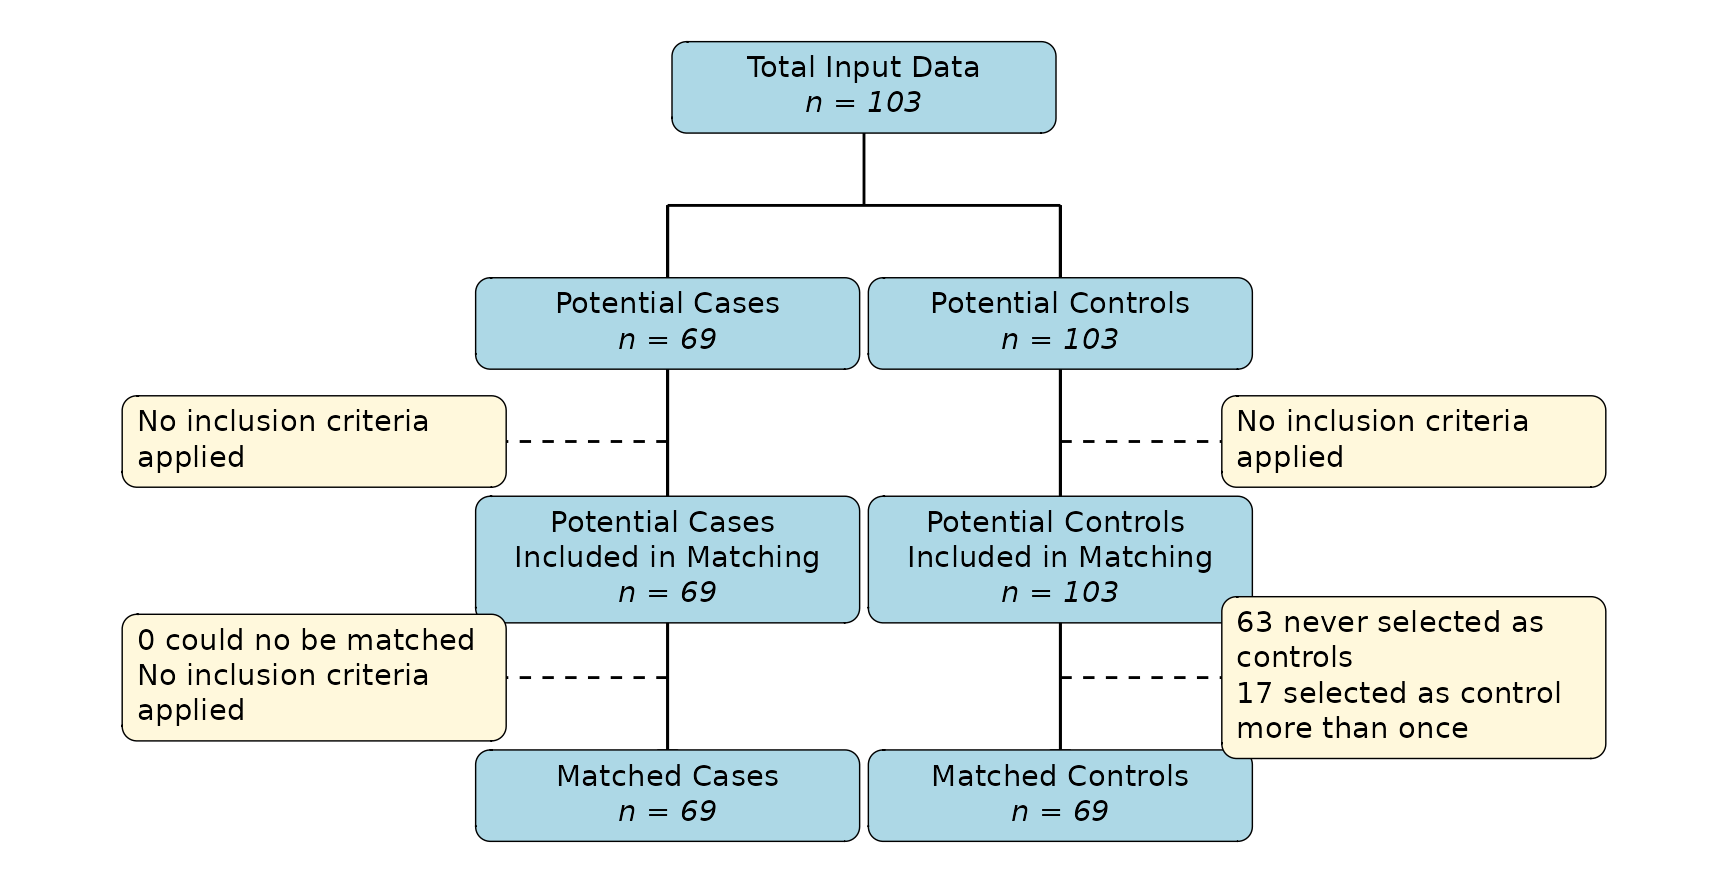 Total Input Data
n = 103
Potential Cases
n = 69
Potential Controls
n = 103
No inclusion criteria
applied
No inclusion criteria
applied
Potential Cases
Included in Matching
n = 69
Potential Controls
Included in Matching
n = 103
0 could no be matched
No inclusion criteria
applied
63 never selected as
controls
17 selected as control
more than once
Matched Cases
n = 69
Matched Controls
n = 69